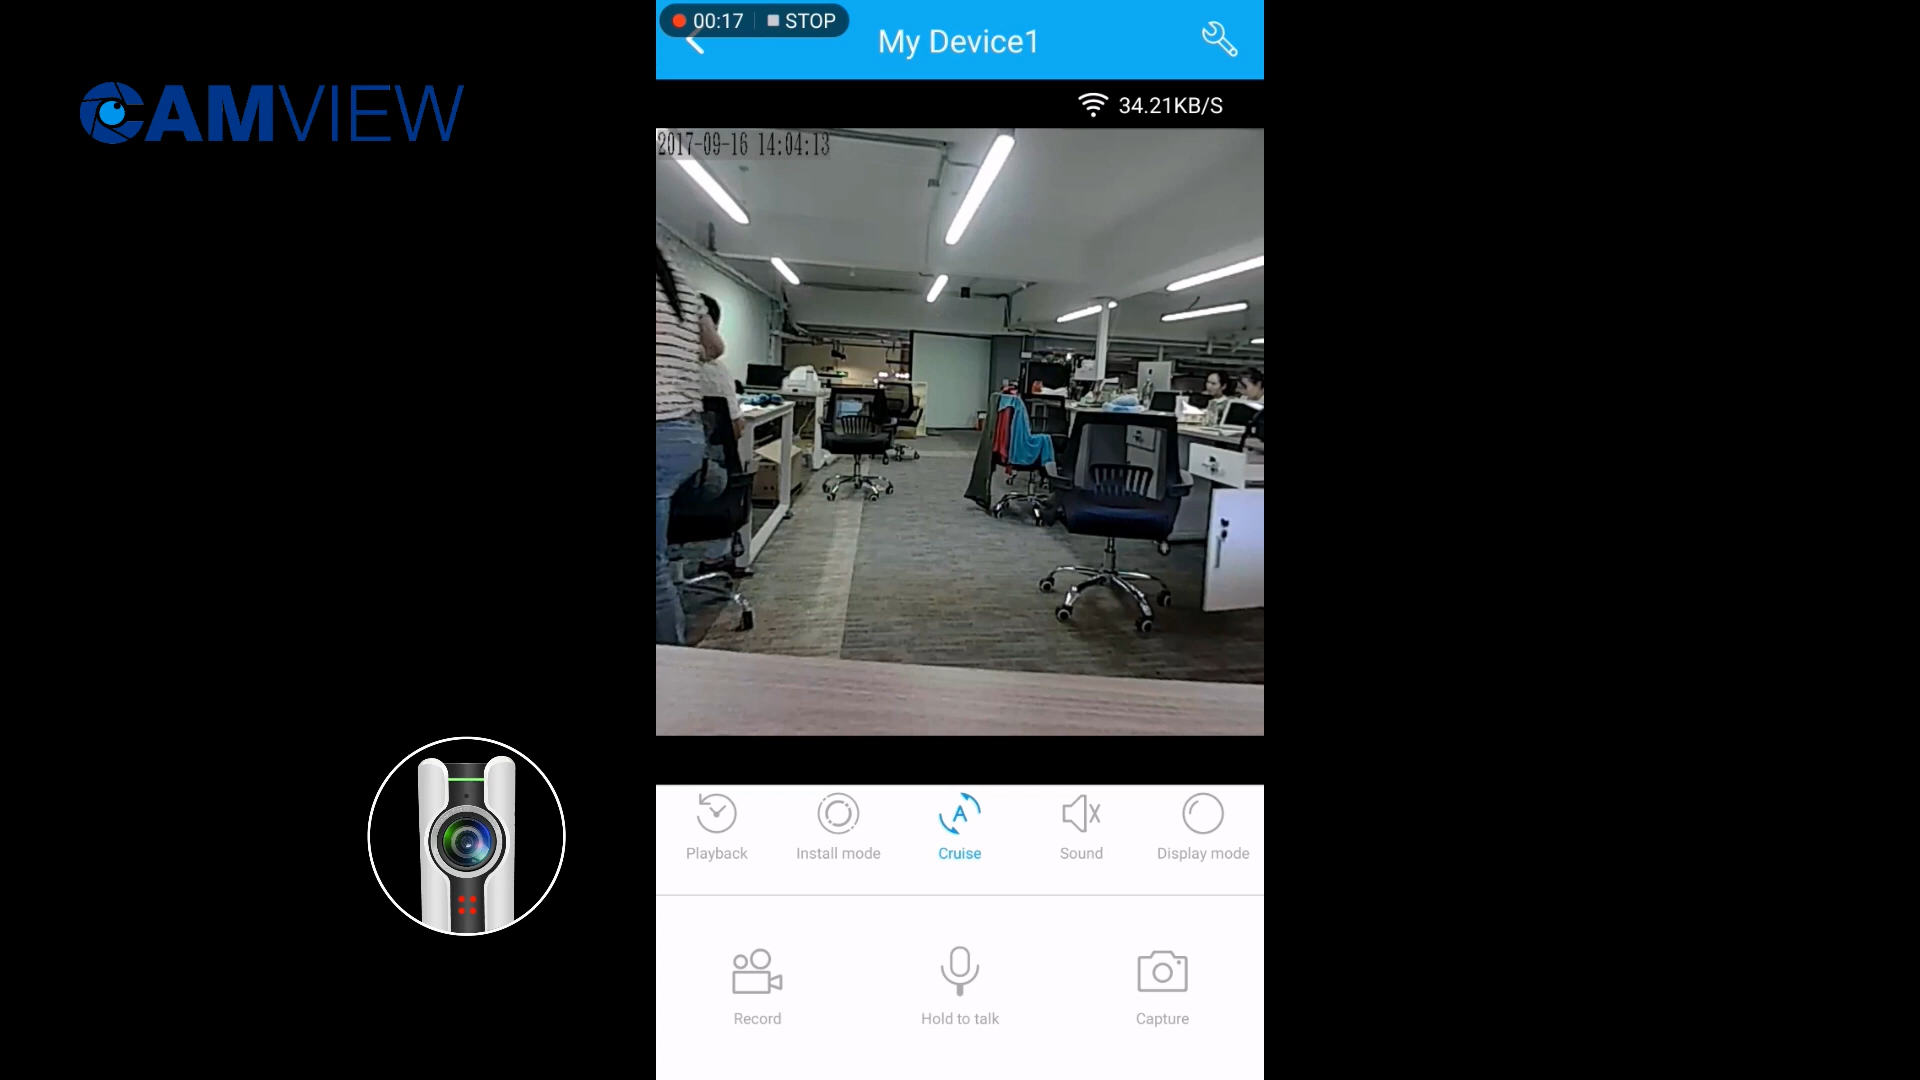 00:17 STOP
My Device1
CAMVIEW
34.21KB/S
2017-09-16 14:04:13
Playback
Install mode
A
Cruise
Sound
Display mode
Record
Hold to talk
Capture